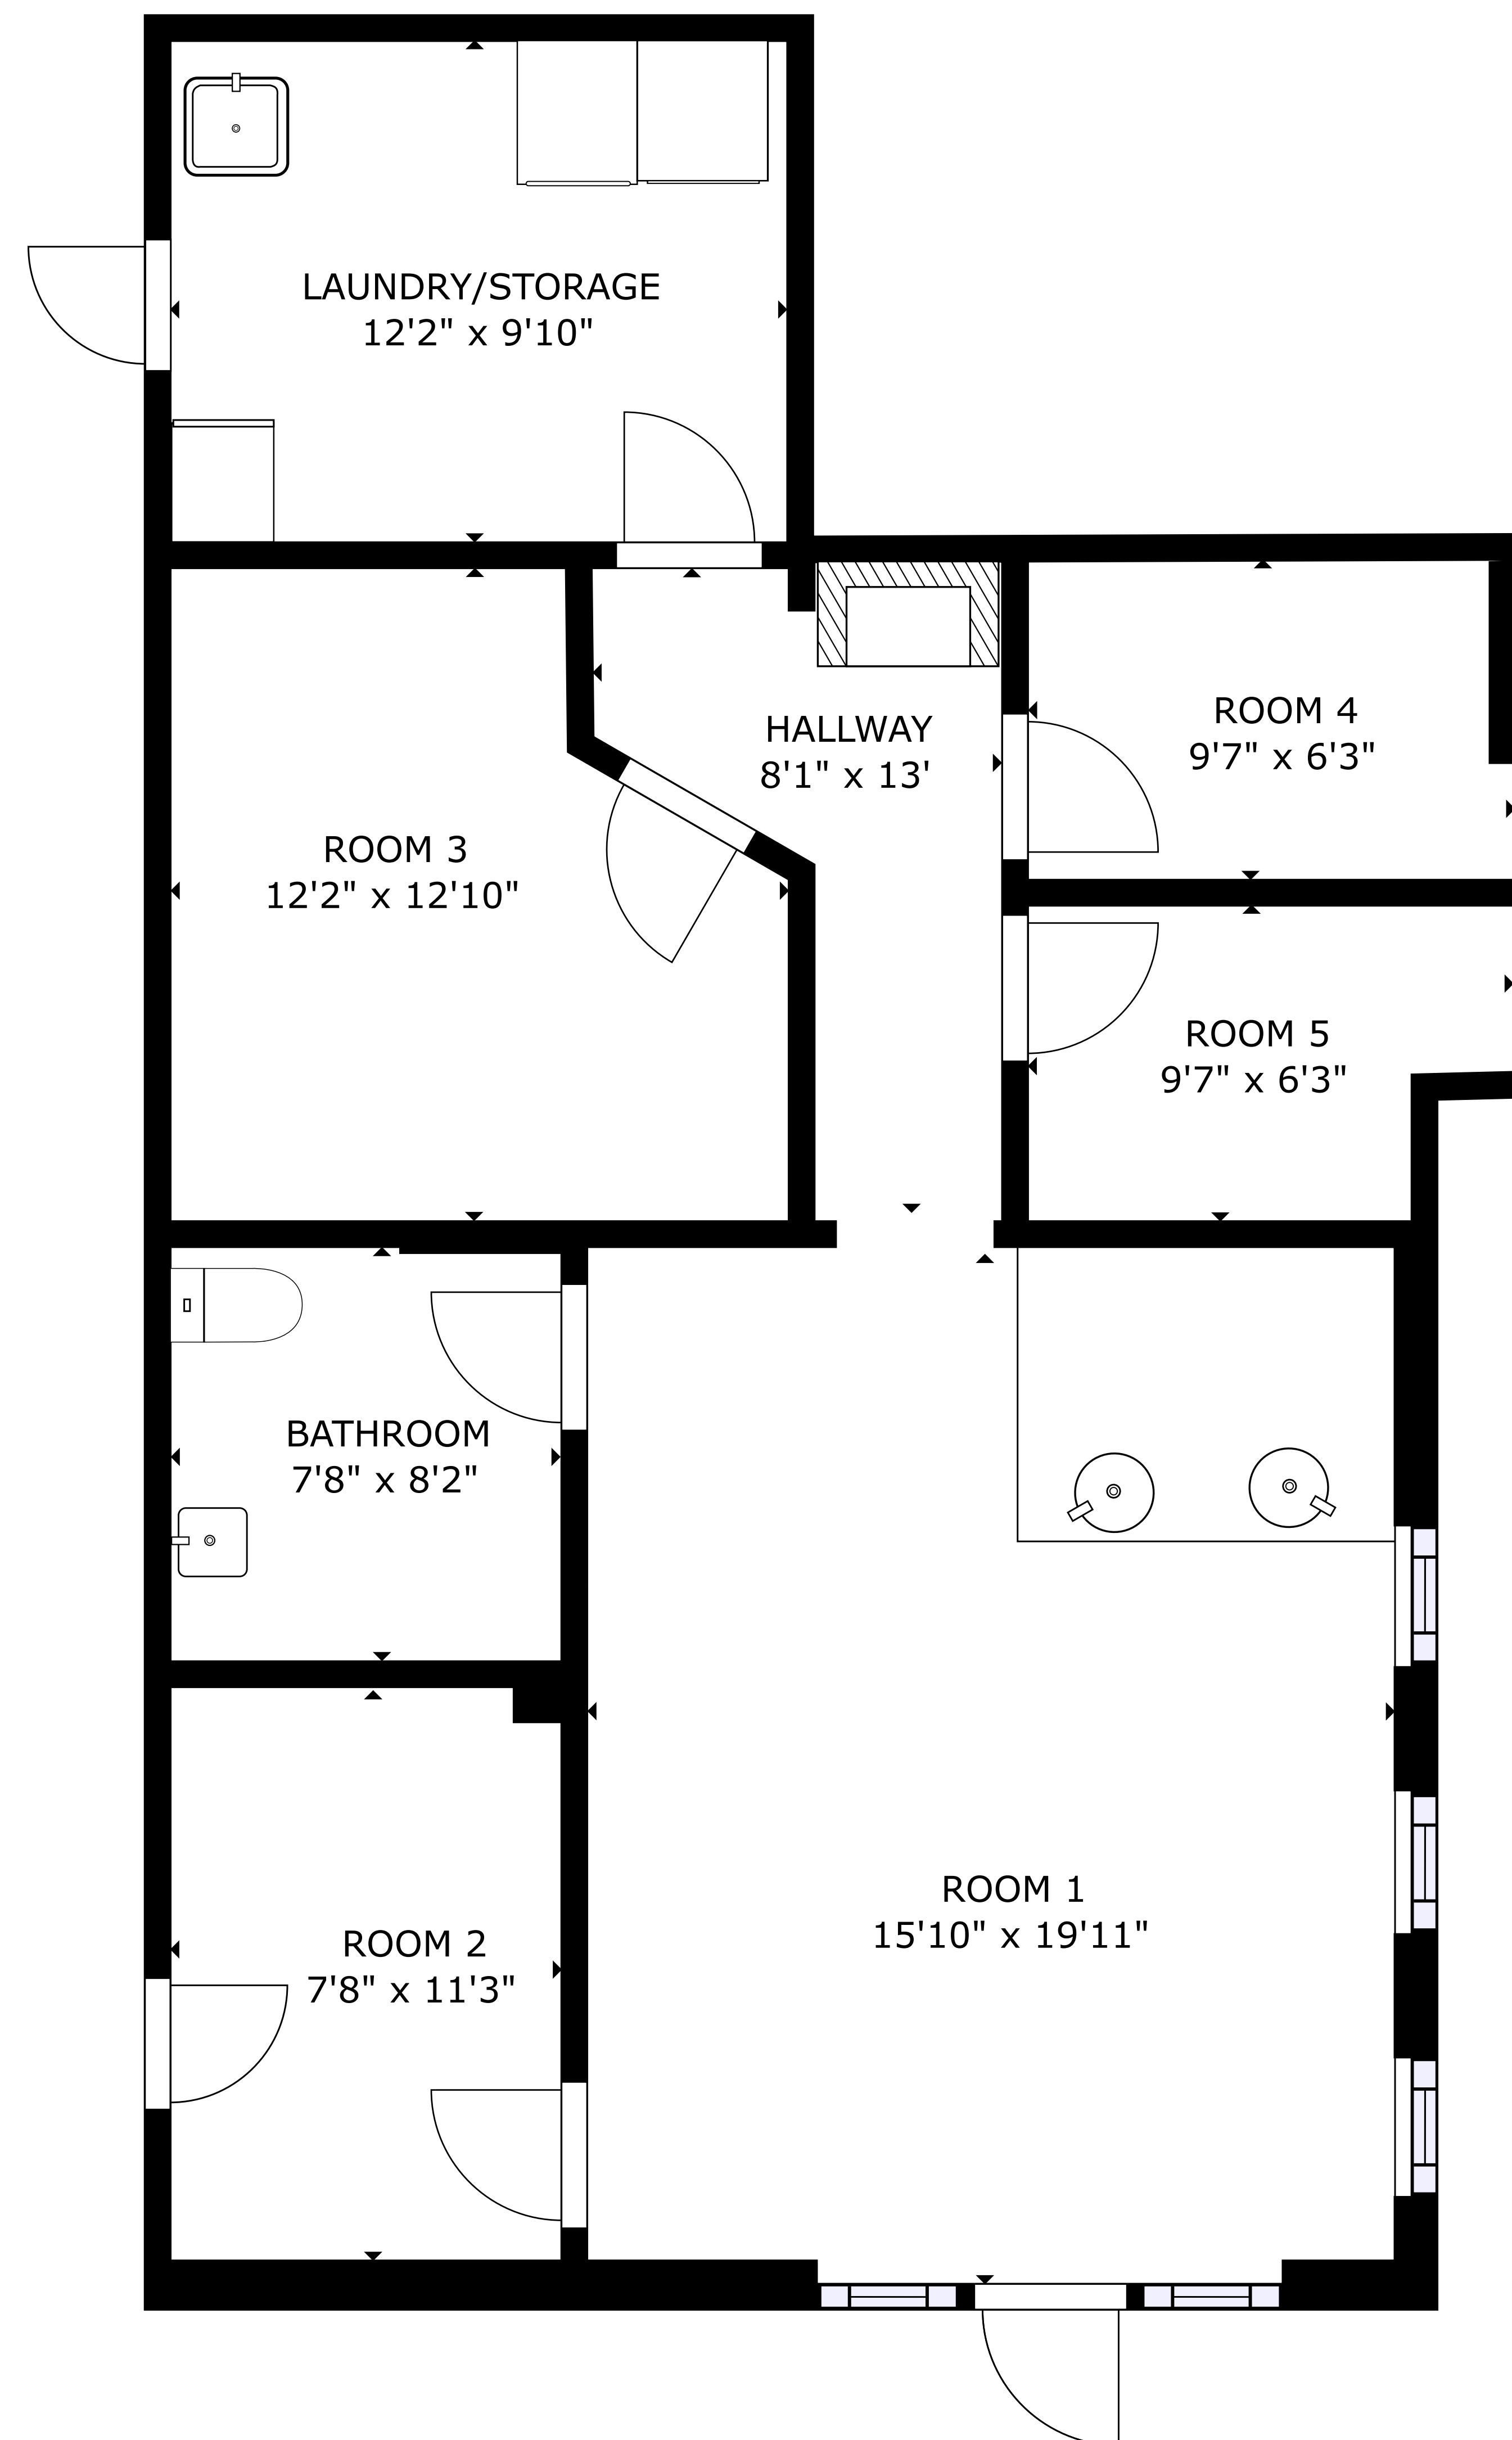 LAUNDRY/STORAGE
12'2" x 9'10"
HALLWAY
8'1" x 13'
ROOM 4
9'7" x 6'3"
ROOM 3
12'2" x 12'10"
ROOM 5
9'7" x 6'3"
BATHROOM
7'8" x 8'2"
ROOM 1
15'10" x 19'11"
ROOM 2
7'8" x 11'3"